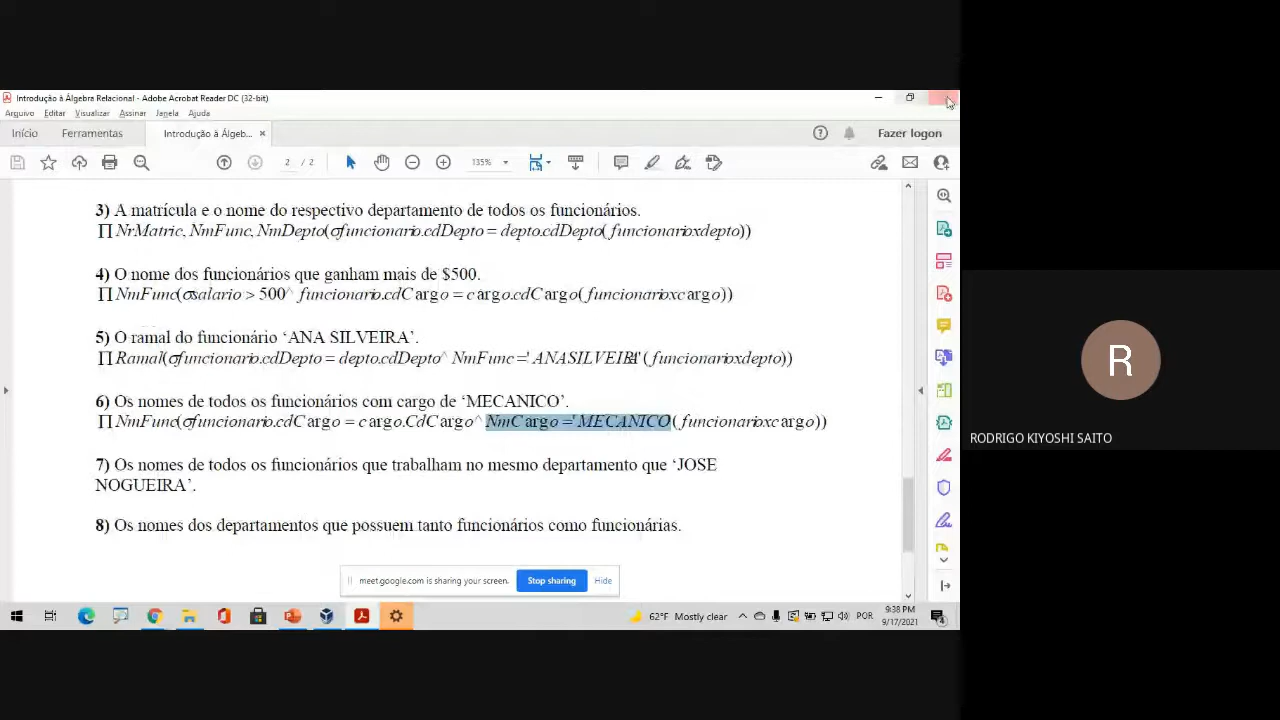 Introdução à Álgebra Relacional - Adobe Acrobat Reader DC (32-bit)
Arquivo Editar Visualizar Assinar Janela Ajuda
Início Ferramentas Introdução à Álgeb... × Fazer logon
2 / 2 135%
3) A matrícula e o nome do respectivo departamento de todos os funcionários.
∏ NrMatric, NmFunc, NmDepto(σfuncionario.cdDepto = depto.cdDepto(funcionarioxdepto))
4) O nome dos funcionários que ganham mais de $500.
∏ NmFunc(σsalario > 500^ funcionario.cdCargo = cargo.cdCargo(funcionarioxcargo))
5) O ramal do funcionário ‘ANA SILVEIRA’.
∏ Ramal(σfuncionario.cdDepto = depto.cdDepto^ NmFunc ='ANASILVEIRA'(funcionarioxdepto))
6) Os nomes de todos os funcionários com cargo de ‘MECANICO’.
∏ NmFunc(σfuncionario.cdCargo = cargo.CdCargo^ NmCargo ='MECANICO(funcionarioxcargo))
7) Os nomes de todos os funcionários que trabalham no mesmo departamento que ‘JOSE
NOGUEIRA’.
8) Os nomes dos departamentos que possuem tanto funcionários como funcionárias.
meet.google.com is sharing your screen. Stop sharing Hide
62°F Mostly clear POR 9:38 PM
9/17/2021 4
R
RODRIGO KIYOSHI SAITO